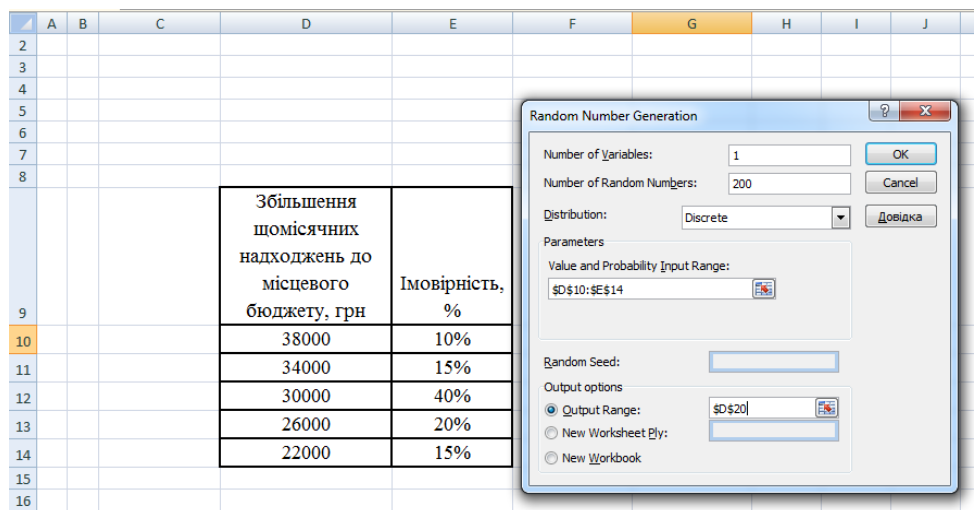 A B C D E F G H I J
2
3
4
5
6
7
8
9
10
11
12
13
14
15
16
Збільшення
щомісячних
надходжень до
місцевого
бюджету, грн
Імовірність,
%
38000 10%
34000 15%
30000 40%
26000 20%
22000 15%
Random Number Generation
?
X
Number of Variables: 1
OK
Number of Random Numbers: 200
Cancel
Distribution: Discrete
Довідка
Parameters
Value and Probability Input Range:
$D$10:$E$14
Random Seed:
Output options
Output Range: $D$20
New Worksheet Ply:
New Workbook